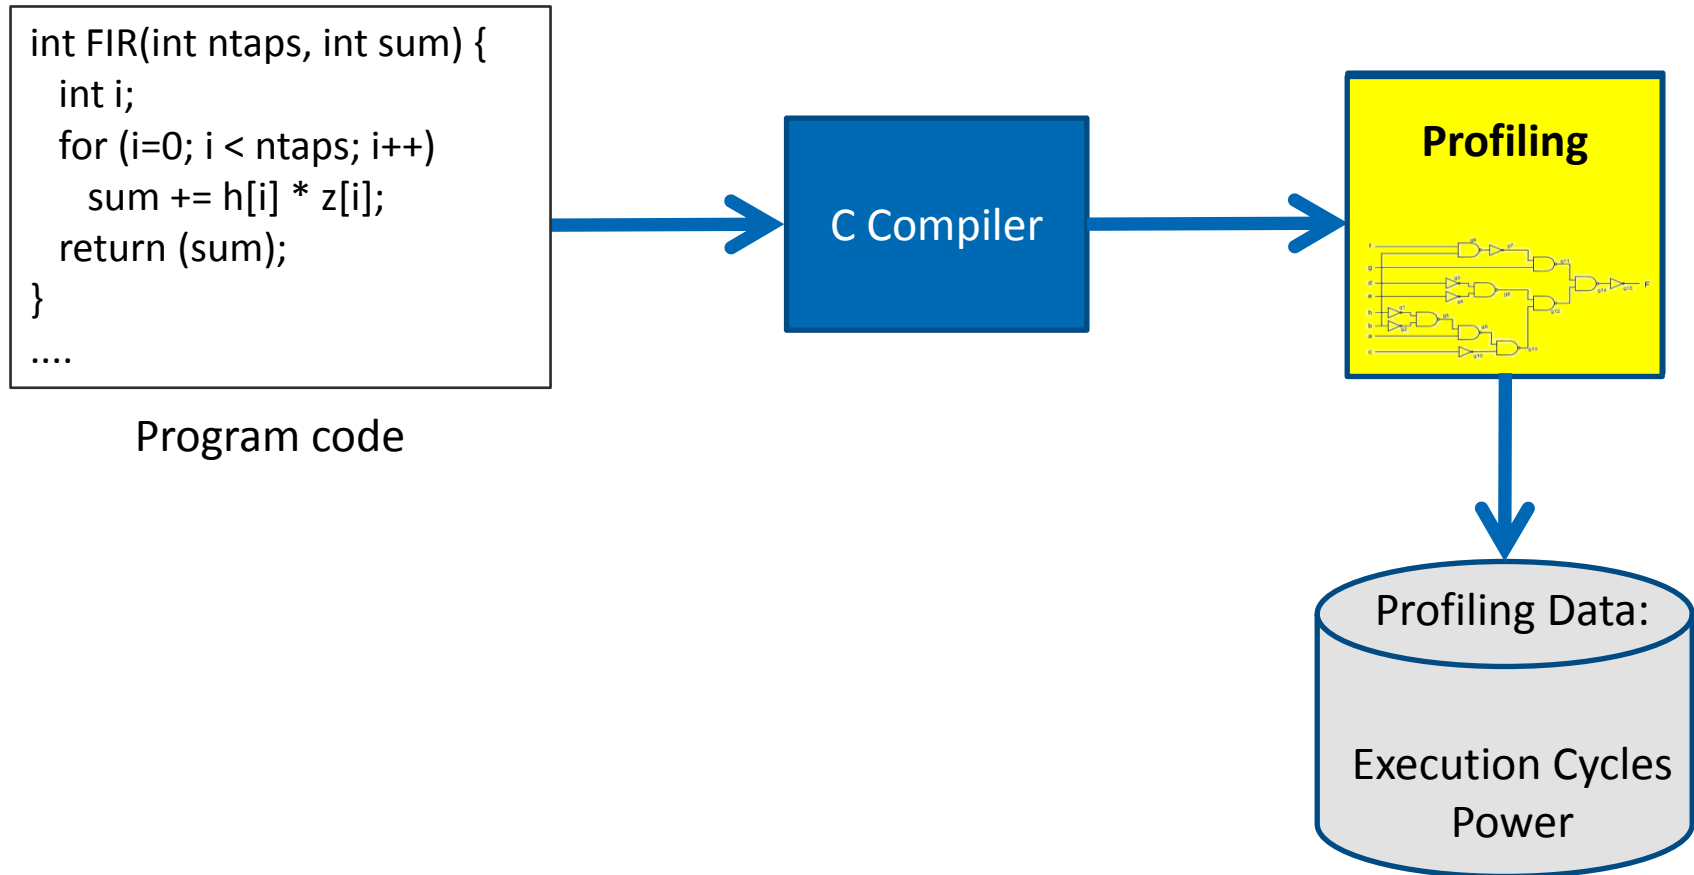 int FIR(int ntaps, int sum) {
int i;
for (i=0; i < ntaps; i++)
sum += h[i] * z[i];
return (sum);
}
....
Program code
C Compiler
Profiling
g
d
e
h
b
a
c
F
Profiling Data:
Execution Cycles
Power